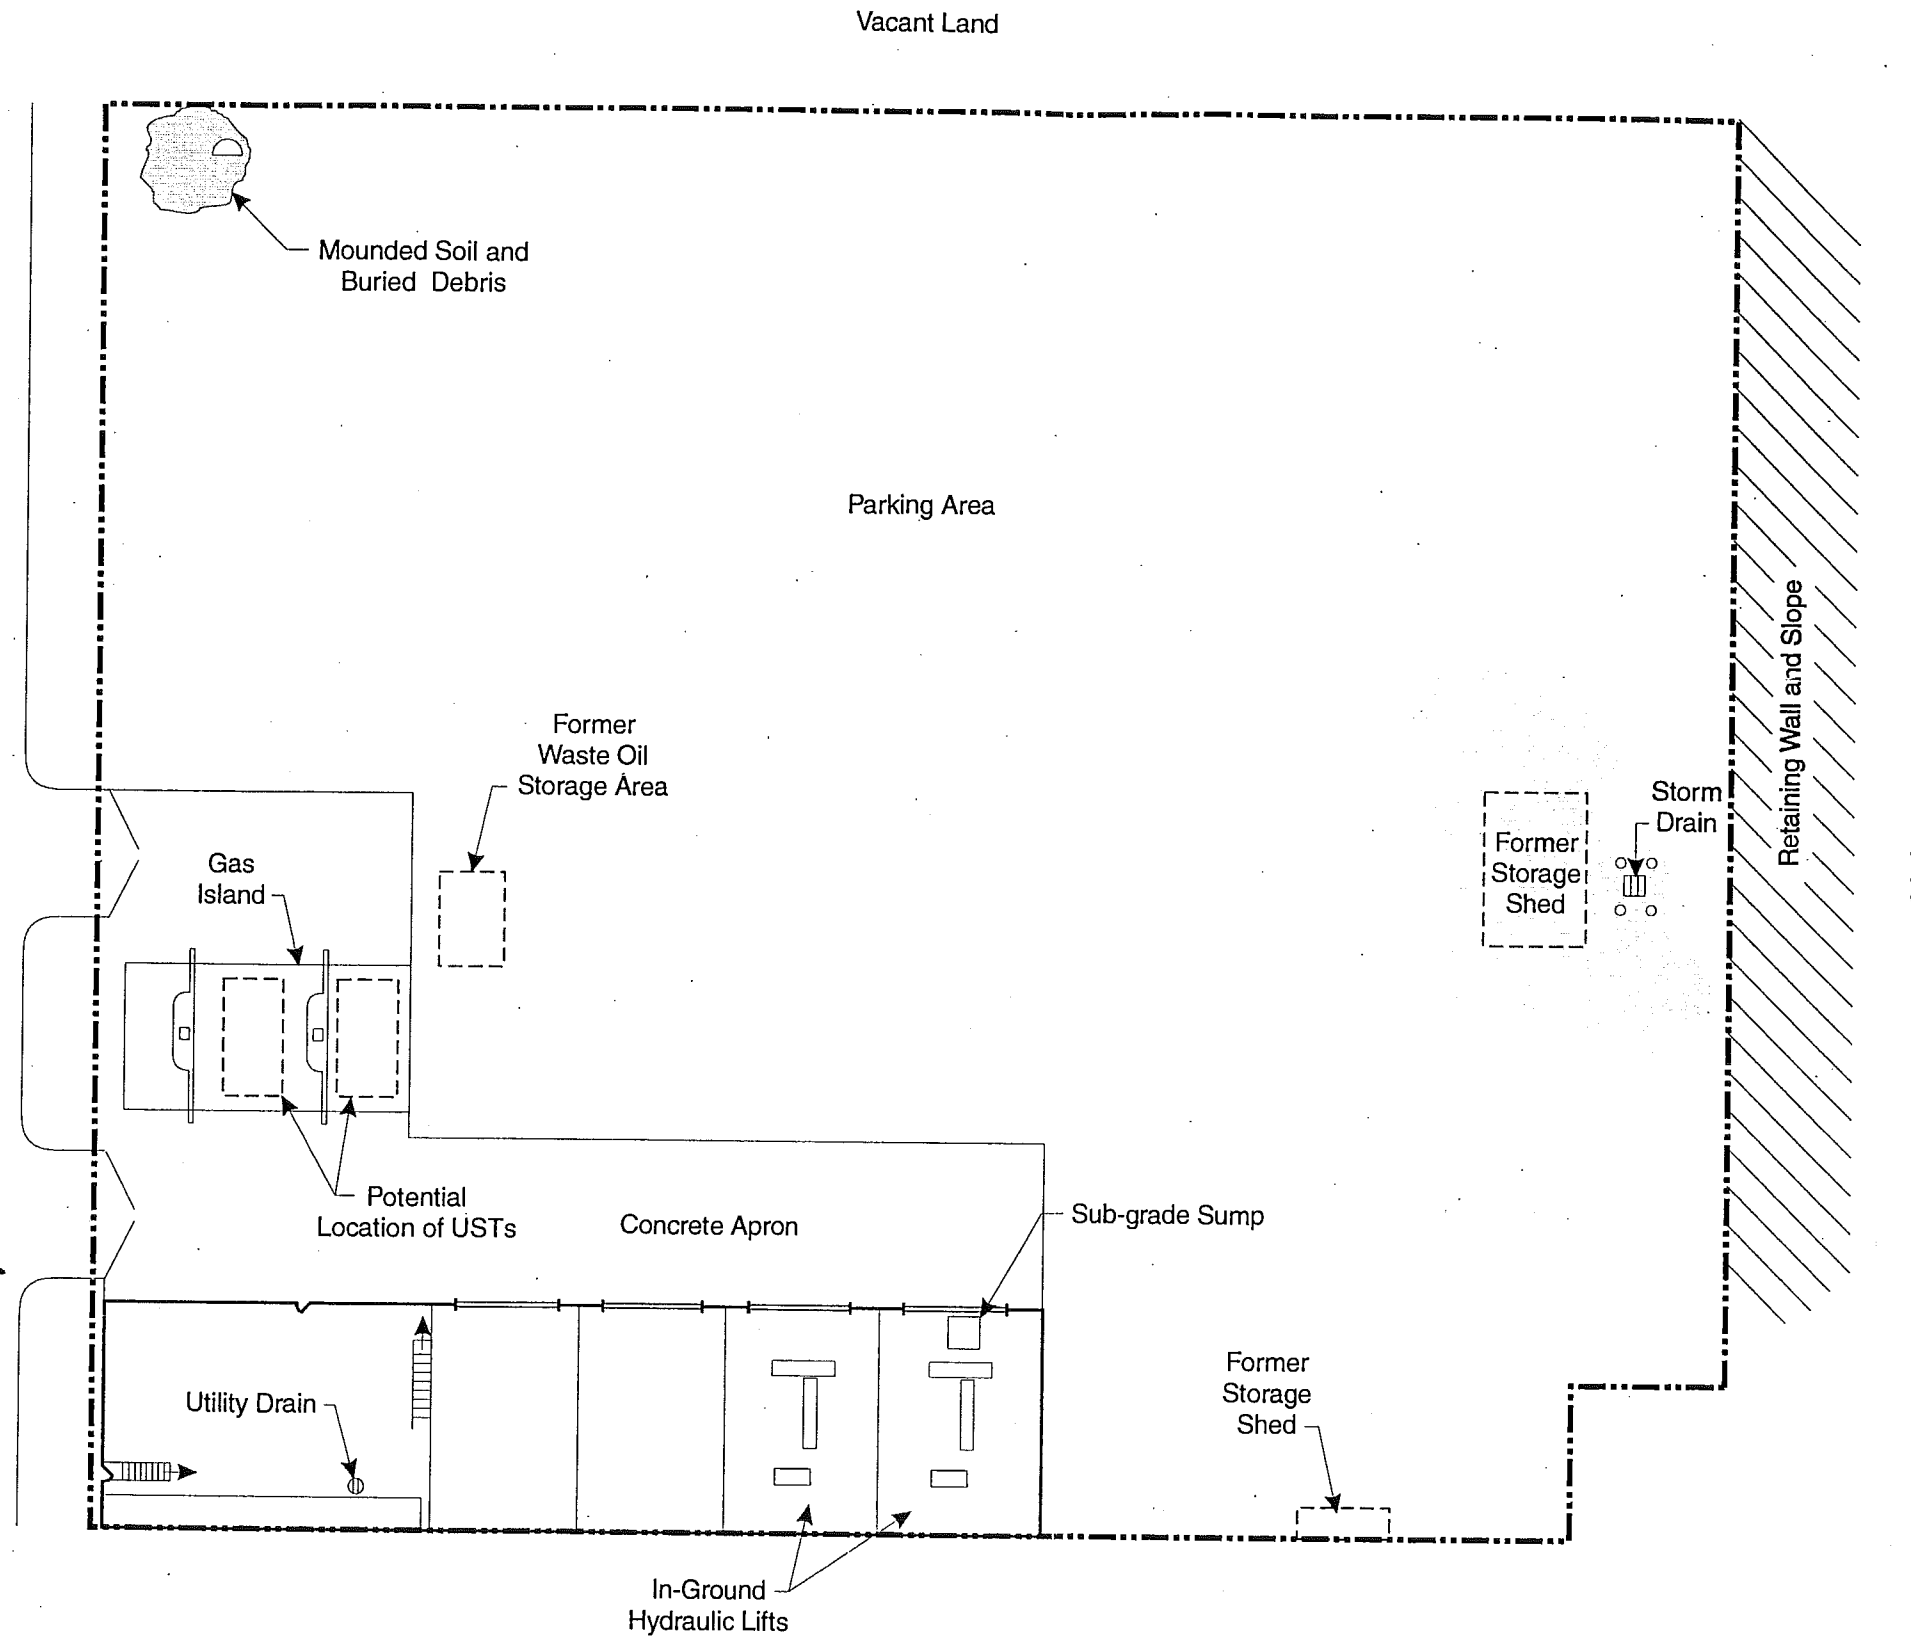 Vacant Land
Mounded Soil and
Buried Debris
Parking Area
Retaining Wall and Slope
Former
Waste Oil
Storage Area
Storm
Drain
Former
Storage
Shed
Gas
Island
Potential
Location of USTs
Concrete Apron
Sub-grade Sump
Utility Drain
Former
Storage
Shed
In-Ground
Hydraulic Lifts